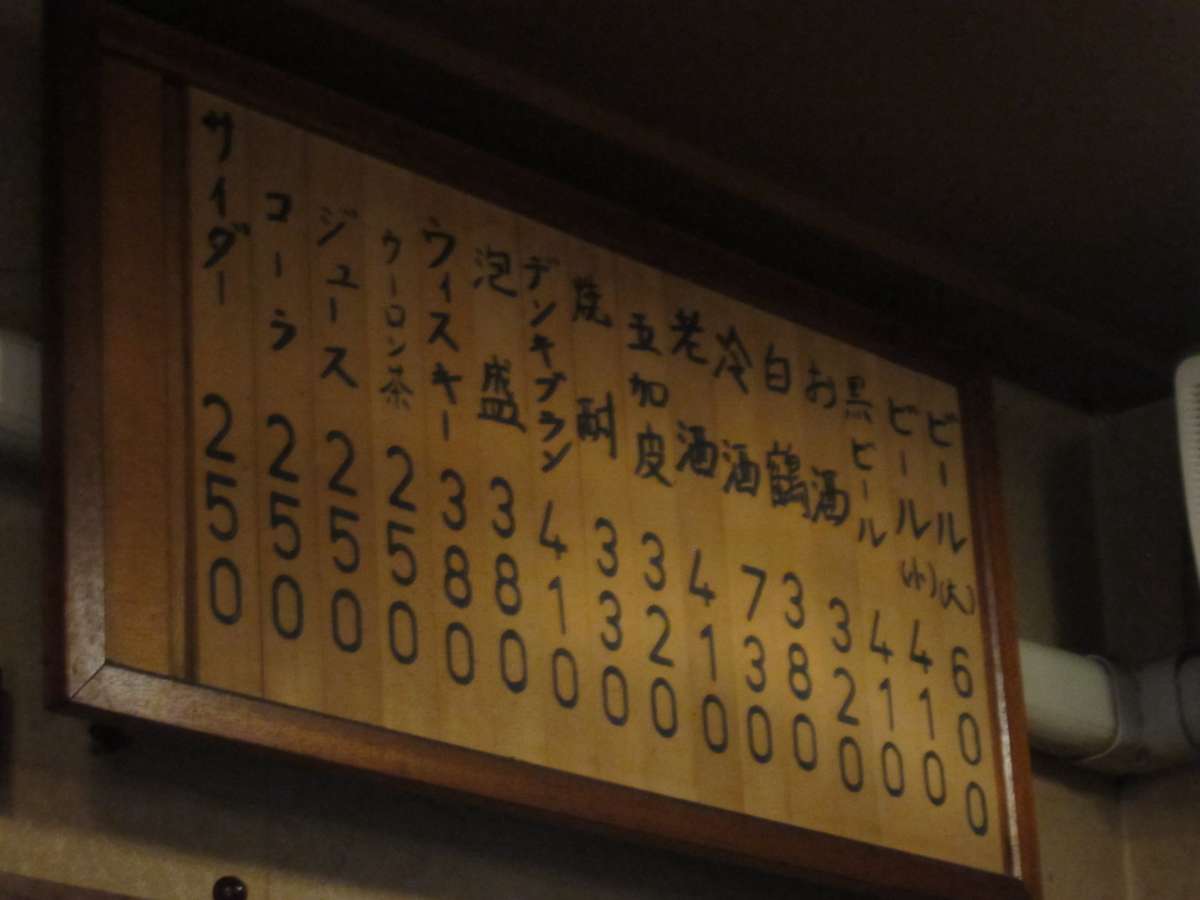 ビール(大) 600
ビール(小) 410
黒ビール 410
お酒 320
白鶴 380
冷酒 730
老酒 410
五加皮 320
焼酎 330
デンキブラン 410
泡盛 380
ウィスキー 380
ウーロン茶 250
ジュース 250
コーラ 250
サイダー 250